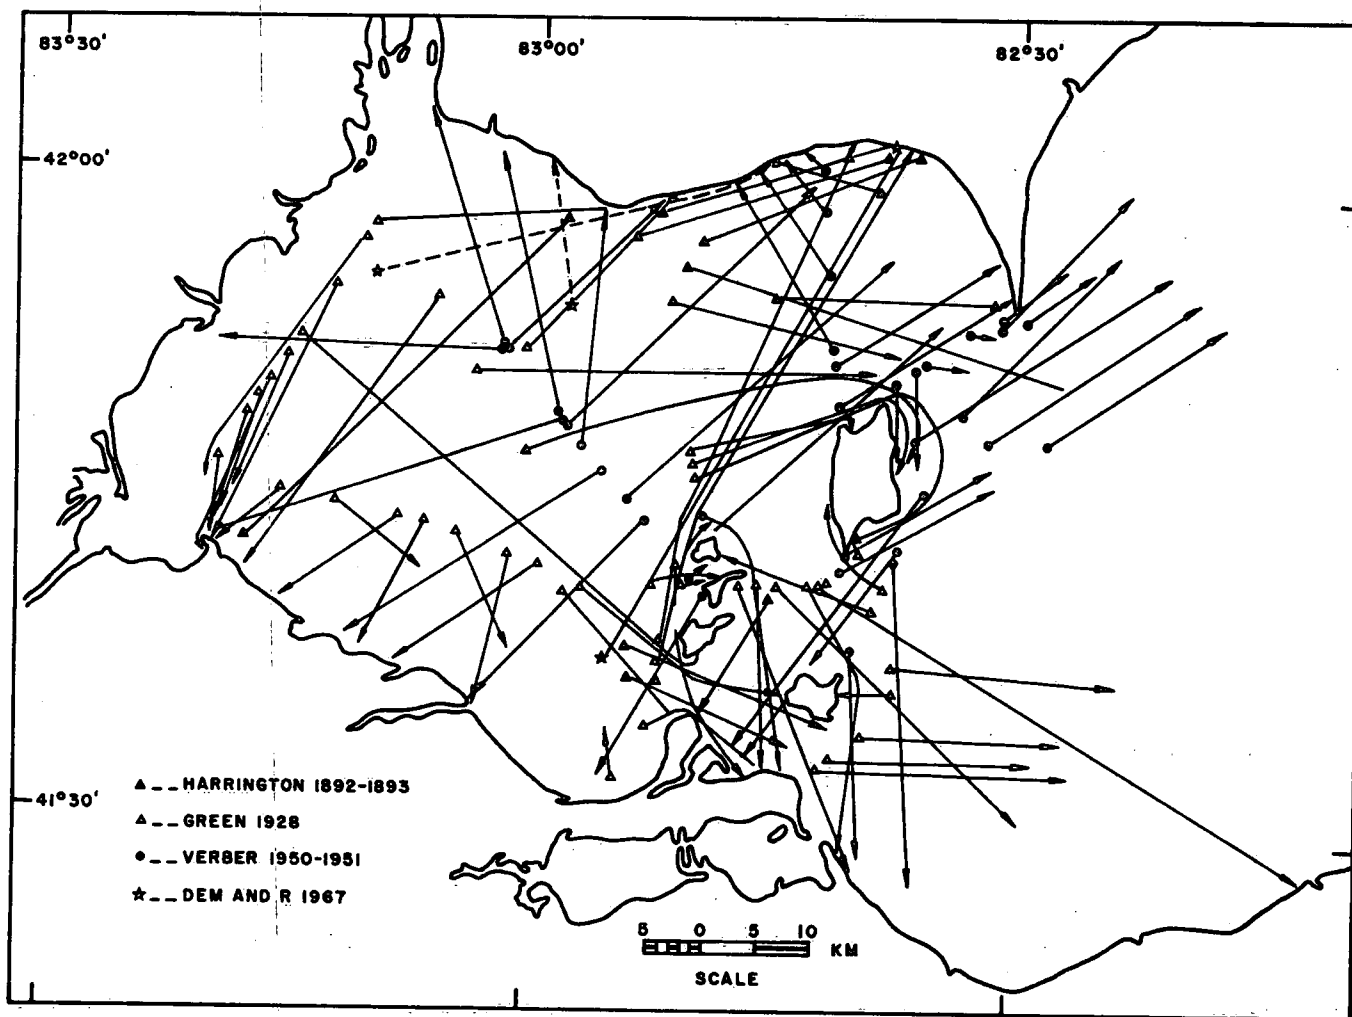 83°30'
83°00'
82°30'
42°00'
41°30'
▲ -- HARRINGTON 1892-1893
△ -- GREEN 1928
● -- VERBER 1950-1951
☆ -- DEM AND R 1967
5 0 5 10 KM
SCALE